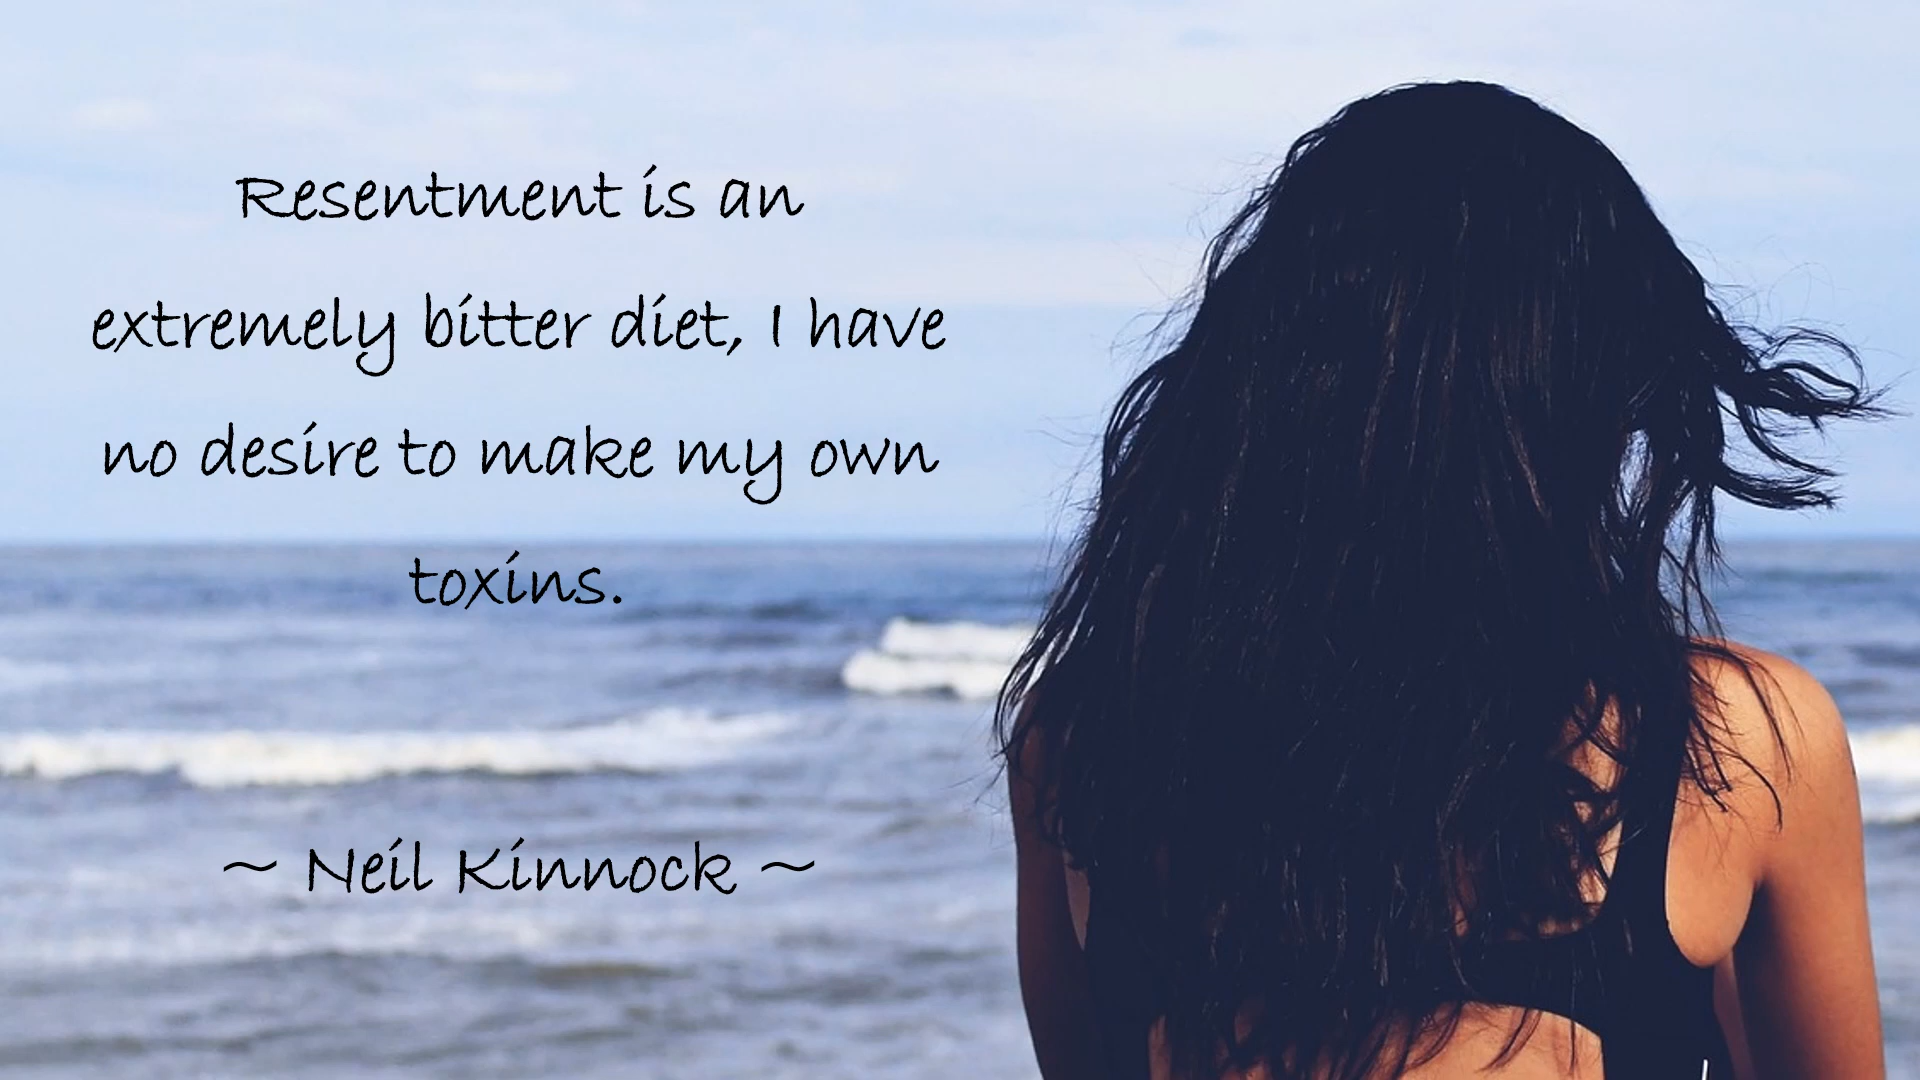 Resentment is an
extremely bitter diet, I have
no desire to make my own
toxins.
~ Neil Kinnock ~